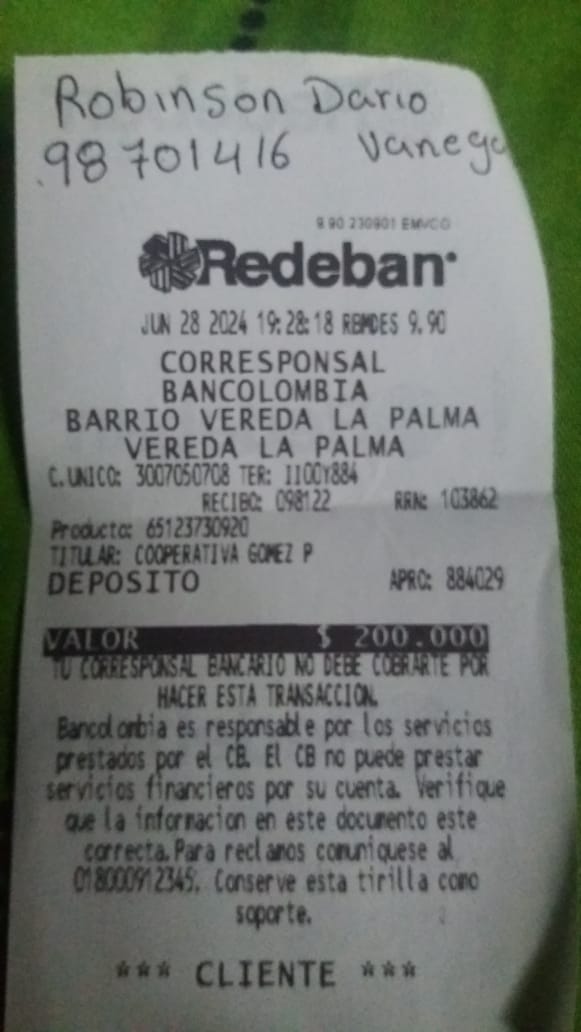 Robinson Dario
98701416 Vanega
9.90 230901 EMVCO
Redeban
JUN 28 2024 19:28:18 RBMDES 9.90
CORRESPONSAL
BANCOLOMBIA
BARRIO VEREDA LA PALMA
VEREDA LA PALMA
C.UNICO: 3007050708 TER: 1100Y884
RECIBO: 098122 RRN: 103862
Producto: 65123730920
TITULAR: COOPERATIVA GOMEZ P
DEPOSITO APRO: 884029
VALOR $ 200.000
TU CORRESPONSAL BANCARIO NO DEBE COBRARTE POR
HACER ESTA TRANSACCION.
Bancolombia es responsable por los servicios
prestados por el CB. El CB no puede prestar
servicios financieros por su cuenta. Verifique
que la informacion en este documento este
correcta.Para reclamos comuniquese al
018000912345. Conserve esta tirilla como
soporte.
*** CLIENTE ***